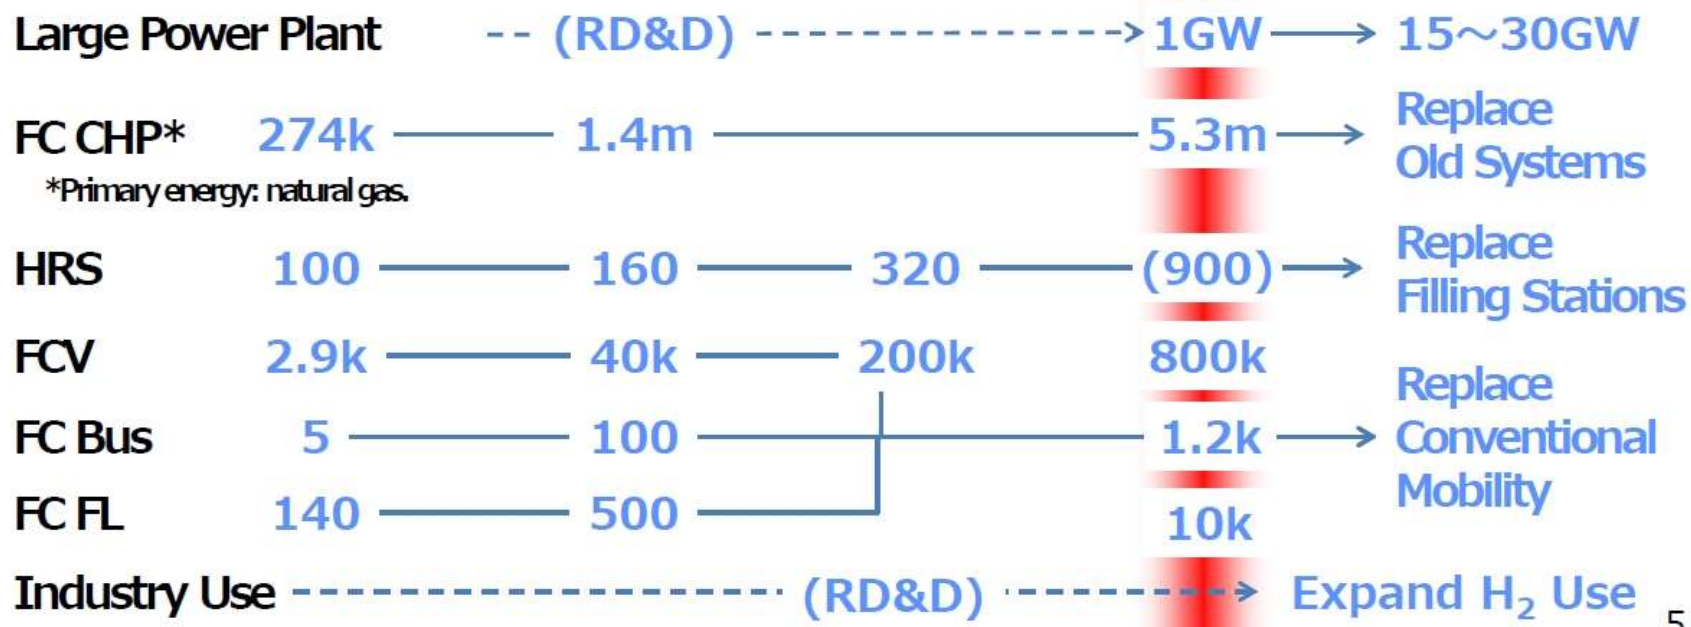 Large Power Plant (RD&D) 1GW 15～30GW
FC CHP* 274k 1.4m 5.3m Replace
Old Systems
*Primary energy: natural gas.
HRS 100 160 320 (900) Replace
Filling Stations
FCV 2.9k 40k 200k 800k
FC Bus 5 100 1.2k Replace
Conventional
Mobility
FC FL 140 500 10k
Industry Use (RD&D) Expand H₂ Use
5